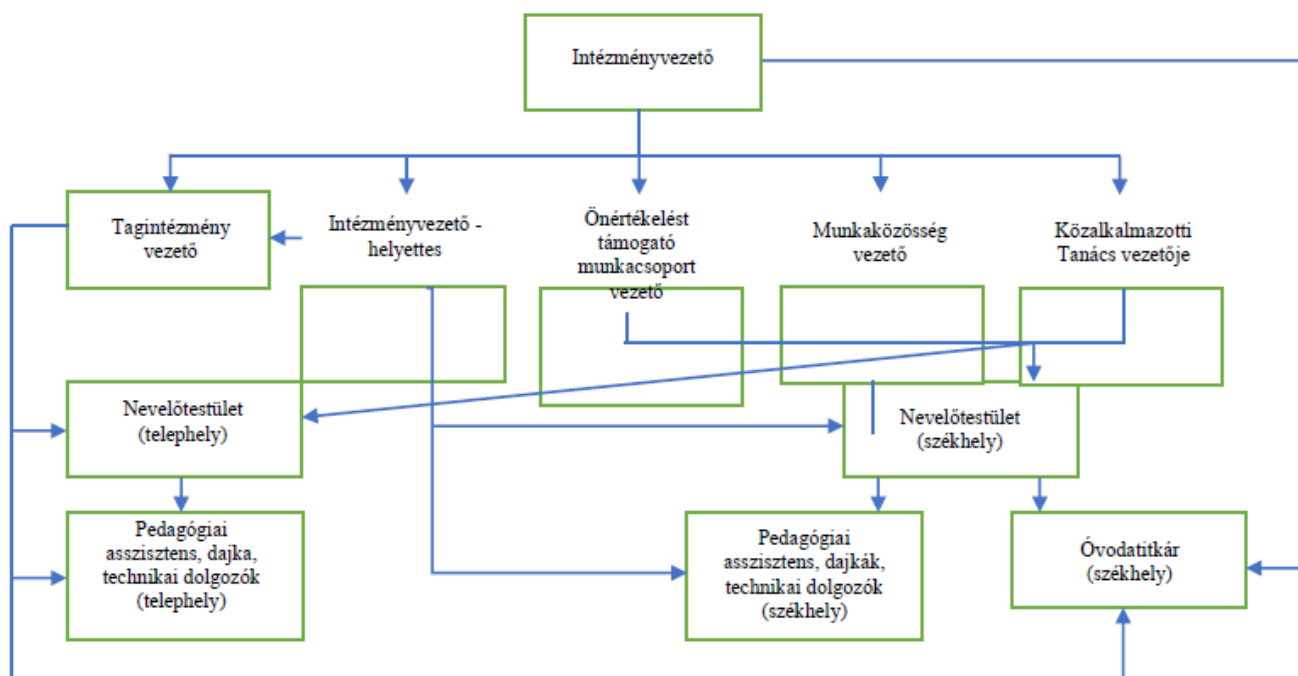 Intézményvezető
Tagintézmény
vezető
Intézményvezető -
helyettes
Önértékelést
támogató
munkacsoport
vezető
Munkaközösség
vezető
Közalkalmazotti
Tanács vezetője
Nevelőtestület
(telephely)
Nevelőtestület
(székhely)
Pedagógiai
asszisztens, dajka,
technikai dolgozók
(telephely)
Pedagógiai
asszisztens, dajkák,
technikai dolgozók
(székhely)
Óvodatitkár
(székhely)